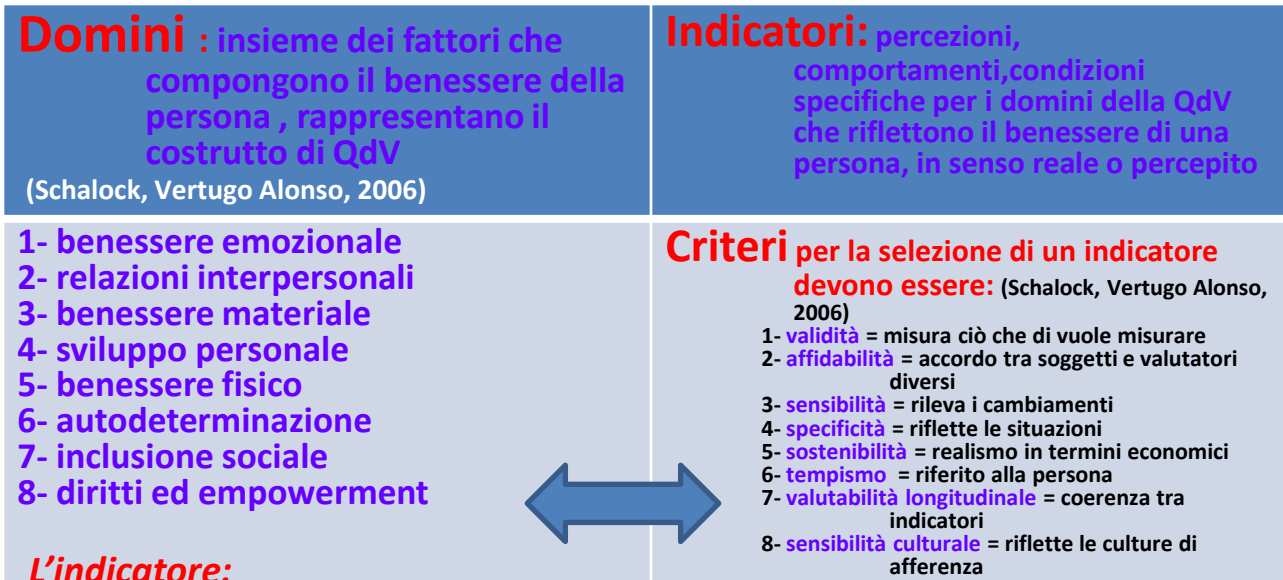 Domini : insieme dei fattori che
compongono il benessere della
persona , rappresentano il
costrutto di QdV
(Schalock, Vertugo Alonso, 2006)
Indicatori: percezioni,
comportamenti,condizioni
specifiche per i domini della QdV
che riflettono il benessere di una
persona, in senso reale o percepito
1- benessere emozionale
2- relazioni interpersonali
3- benessere materiale
4- sviluppo personale
5- benessere fisico
6- autodeterminazione
7- inclusione sociale
8- diritti ed empowerment
L'indicatore:
Criteri per la selezione di un indicatore
devono essere: (Schalock, Vertugo Alonso,
2006)
1- validità = misura ciò che di vuole misurare
2- affidabilità = accordo tra soggetti e valutatori
diversi
3- sensibilità = rileva i cambiamenti
4- specificità = riflette le situazioni
5- sostenibilità = realismo in termini economici
6- tempismo = riferito alla persona
7- valutabilità longitudinale = coerenza tra
indicatori
8- sensibilità culturale = riflette le culture di
afferenza